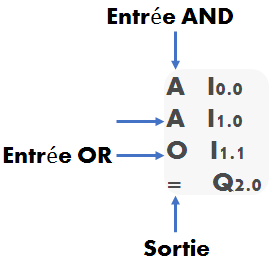 Entrée AND
A I0.0
A I1.0
Entrée OR O I1.1
= Q2.0
Sortie